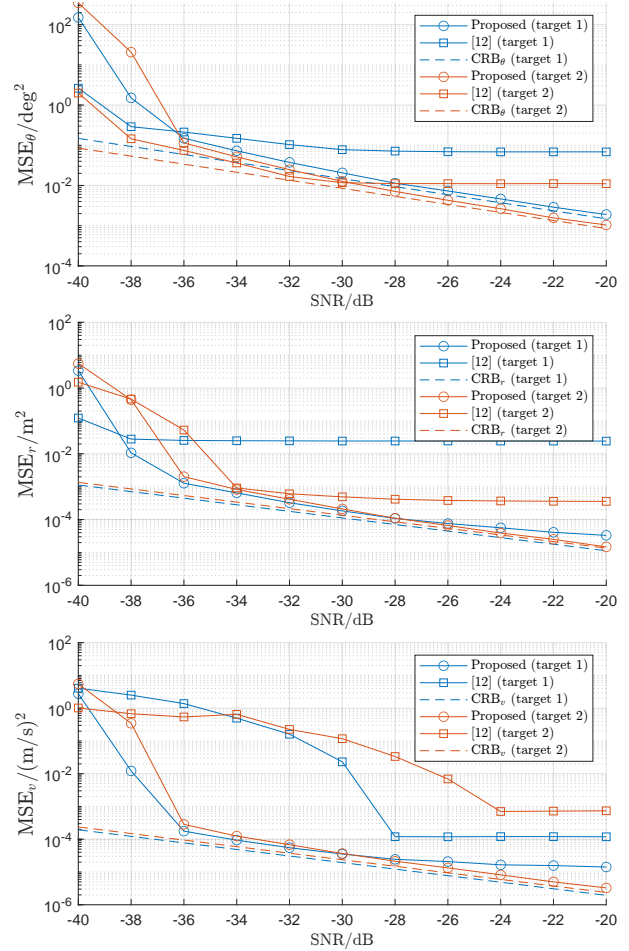 10^2
10^0
10^-2
10^-4
MSE_θ/deg^2
Proposed (target 1)
[12] (target 1)
CRB_θ (target 1)
Proposed (target 2)
[12] (target 2)
CRB_θ (target 2)
-40 -38 -36 -34 -32 -30 -28 -26 -24 -22 -20
SNR/dB
10^2
10^0
10^-2
10^-4
10^-6
MSE_r/m^2
Proposed (target 1)
[12] (target 1)
CRB_r (target 1)
Proposed (target 2)
[12] (target 2)
CRB_r (target 2)
-40 -38 -36 -34 -32 -30 -28 -26 -24 -22 -20
SNR/dB
10^2
10^0
10^-2
10^-4
10^-6
MSE_v/(m/s)^2
Proposed (target 1)
[12] (target 1)
CRB_v (target 1)
Proposed (target 2)
[12] (target 2)
CRB_v (target 2)
-40 -38 -36 -34 -32 -30 -28 -26 -24 -22 -20
SNR/dB